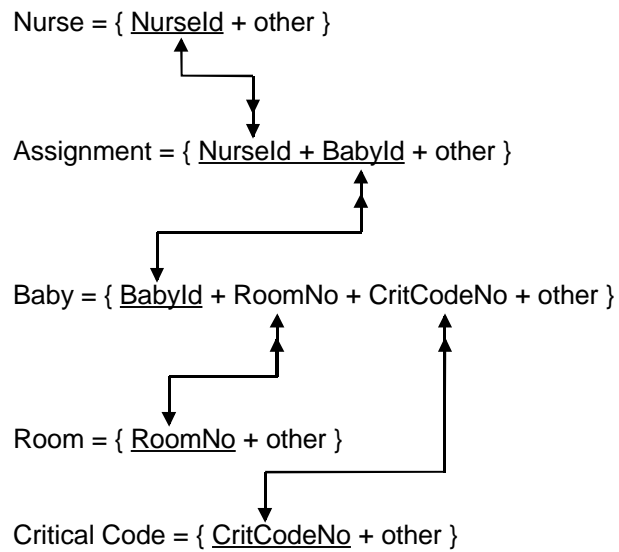 Nurse = { NurseId + other }
Assignment = { NurseId + BabyId + other }
Baby = { BabyId + RoomNo + CritCodeNo + other }
Room = { RoomNo + other }
Critical Code = { CritCodeNo + other }